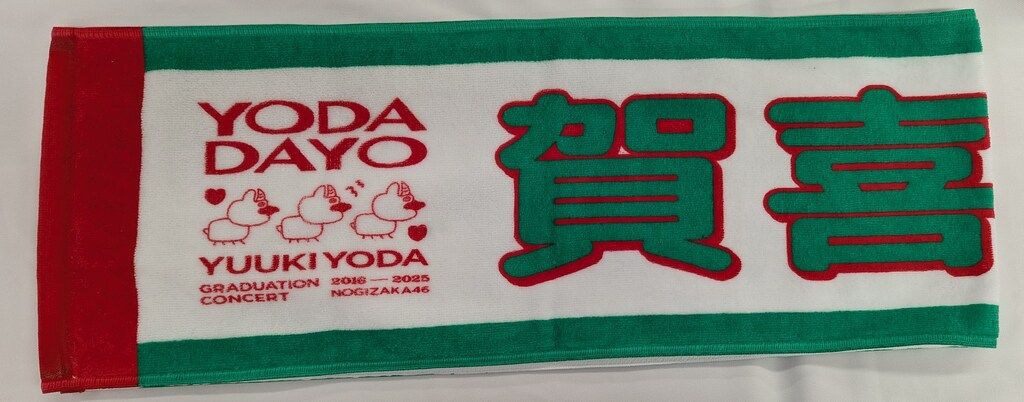 YODA
DAYO
YUUKI YODA
GRADUATION 2016 — 2025
CONCERT NOGIZAKA46
賀喜